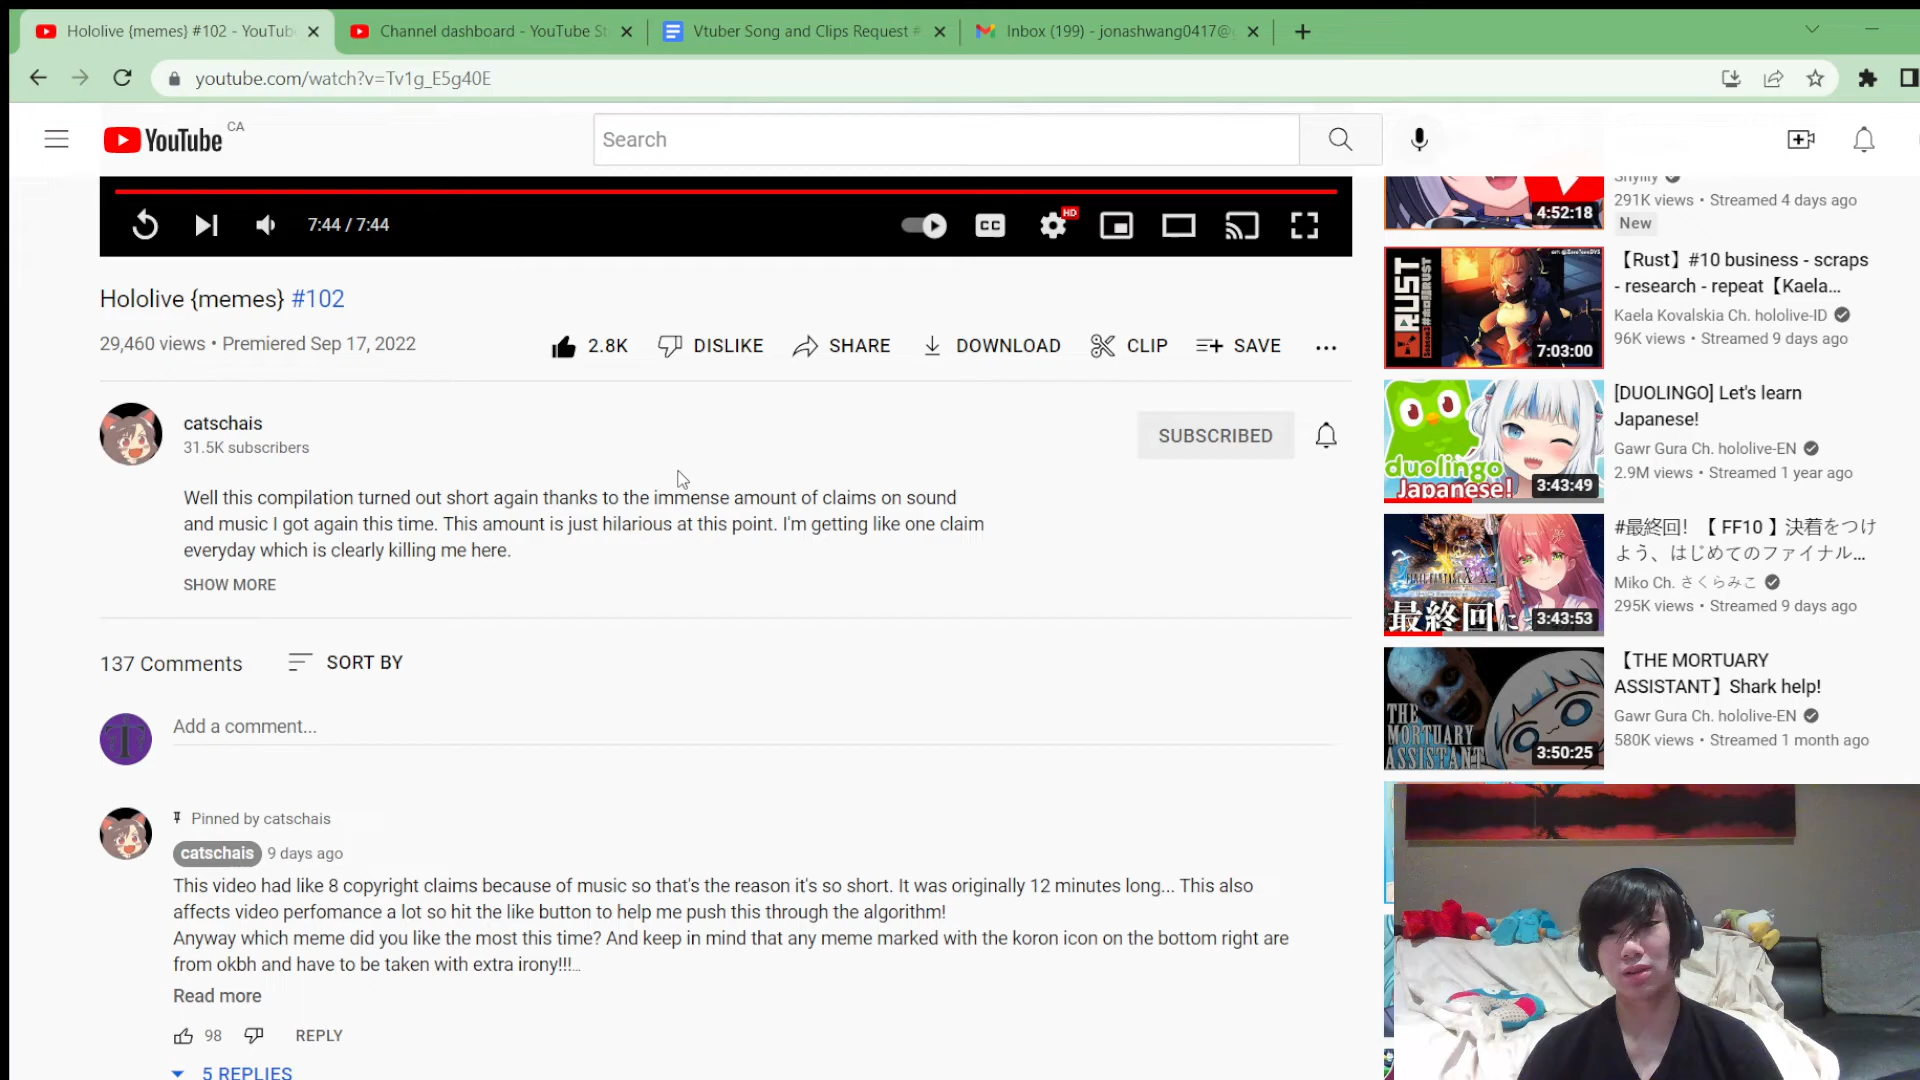 Hololive {memes} #102 - YouTub
Channel dashboard - YouTube St
Vtuber Song and Clips Request #
Inbox (199) - jonashwang0417@
youtube.com/watch?v=Tv1g_E5g40E
YouTube CA
Search
7:44 / 7:44
CC
HD
Hololive {memes} #102
29,460 views • Premiered Sep 17, 2022
2.8K
DISLIKE
SHARE
DOWNLOAD
CLIP
SAVE
catschais
31.5K subscribers
SUBSCRIBED
Well this compilation turned out short again thanks to the immense amount of claims on sound
and music I got again this time. This amount is just hilarious at this point. I'm getting like one claim
everyday which is clearly killing me here.
SHOW MORE
137 Comments
SORT BY
Add a comment...
Pinned by catschais
catschais 9 days ago
This video had like 8 copyright claims because of music so that's the reason it's so short. It was originally 12 minutes long... This also
affects video perfomance a lot so hit the like button to help me push this through the algorithm!
Anyway which meme did you like the most this time? And keep in mind that any meme marked with the koron icon on the bottom right are
from okbh and have to be taken with extra irony!!!...
Read more
98
REPLY
5 REPLIES
4:52:18
291K views • Streamed 4 days ago
New
RUST
7:03:00
【Rust】#10 business - scraps
- research - repeat【Kaela...
Kaela Kovalskia Ch. hololive-ID
96K views • Streamed 9 days ago
duolingo
Japanese!
3:43:49
[DUOLINGO] Let's learn
Japanese!
Gawr Gura Ch. hololive-EN
2.9M views • Streamed 1 year ago
最終回に
3:43:53
#最終回！【 FF10 】決着をつけ
よう、はじめてのファイナル...
Miko Ch. さくらみこ
295K views • Streamed 9 days ago
THE
MORTUARY
ASSISTANT
3:50:25
【THE MORTUARY
ASSISTANT】Shark help!
Gawr Gura Ch. hololive-EN
580K views • Streamed 1 month ago